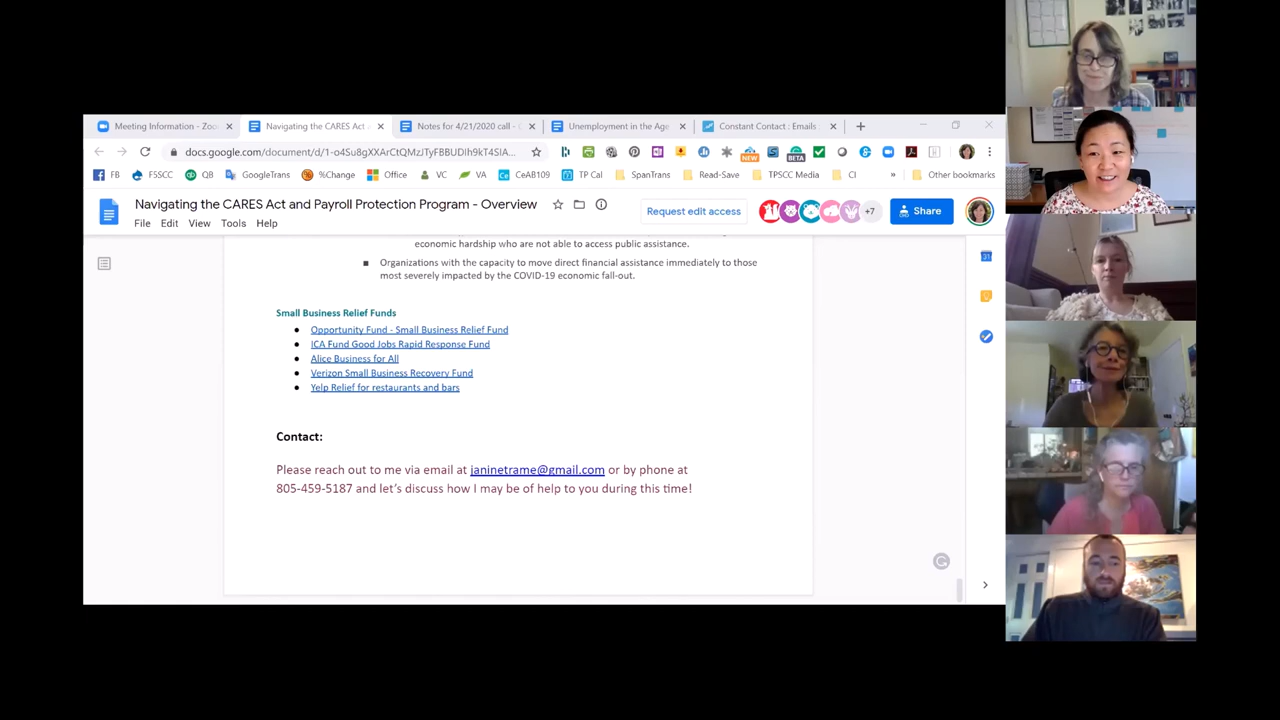 Meeting Information - Zoo
Navigating the CARES Act a
Notes for 4/21/2020 call - G
Unemployment in the Age
Constant Contact : Emails
docs.google.com/document/d/1-o4Su8gXXArCtQMzJTyFBBUDIh9kT4SIA...
NEW
BETA
FB
F5SCC
QB
GoogleTrans
%Change
Office
VC
VA
CeAB109
TP Cal
SpanTrans
Read-Save
TPSCC Media
CI
»
Other bookmarks
Navigating the CARES Act and Payroll Protection Program - Overview
Request edit access
+7
Share
File Edit View Tools Help
economic hardship who are not able to access public assistance.
■ Organizations with the capacity to move direct financial assistance immediately to those
most severely impacted by the COVID-19 economic fall-out.
Small Business Relief Funds
● Opportunity Fund - Small Business Relief Fund
● ICA Fund Good Jobs Rapid Response Fund
● Alice Business for All
● Verizon Small Business Recovery Fund
● Yelp Relief for restaurants and bars
Contact:
Please reach out to me via email at janinetrame@gmail.com or by phone at
805-459-5187 and let's discuss how I may be of help to you during this time!